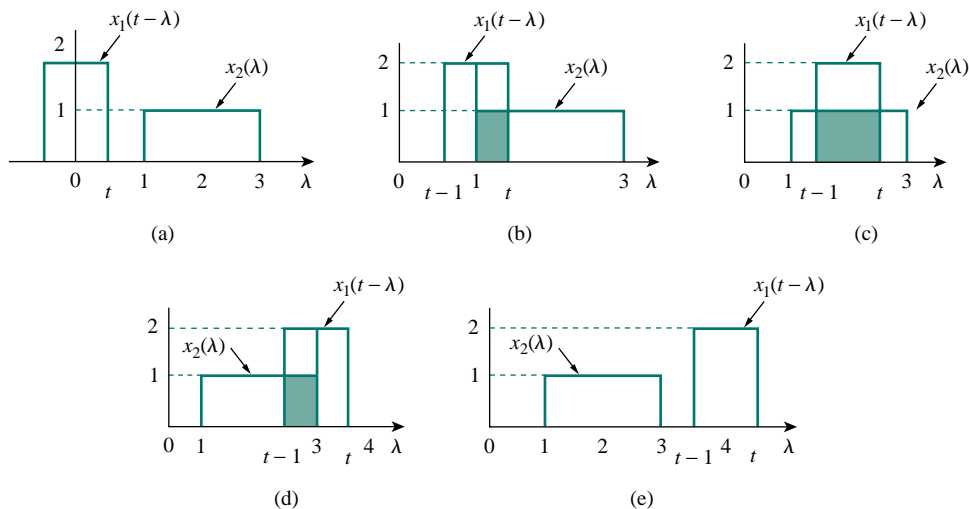 x₁(t − λ)
2
x₂(λ)
1
0 t 1 2 3 λ
(a)
x₁(t − λ)
2
x₂(λ)
1
0 t − 1 1 t 3 λ
(b)
x₁(t − λ)
2
x₂(λ)
1
0 1 t − 1 t 3 λ
(c)
x₁(t − λ)
2
x₂(λ)
1
0 1 t − 1 3 t 4 λ
(d)
x₁(t − λ)
2
x₂(λ)
1
0 1 2 3 t − 1 4 t λ
(e)